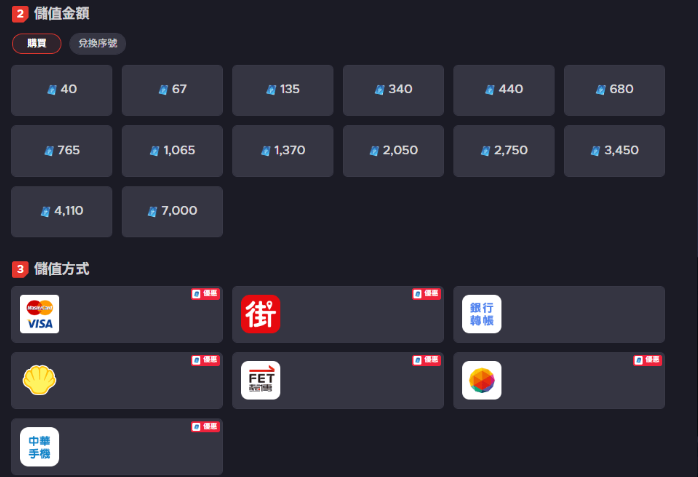 2 儲值金額
購買 兌換序號
40 67 135 340 440 680
765 1,065 1,370 2,050 2,750 3,450
4,110 7,000
3 儲值方式
優惠 優惠
MasterCard
VISA
街
銀行
轉帳
優惠 優惠 優惠
FET
遠傳
優惠
中華
手機